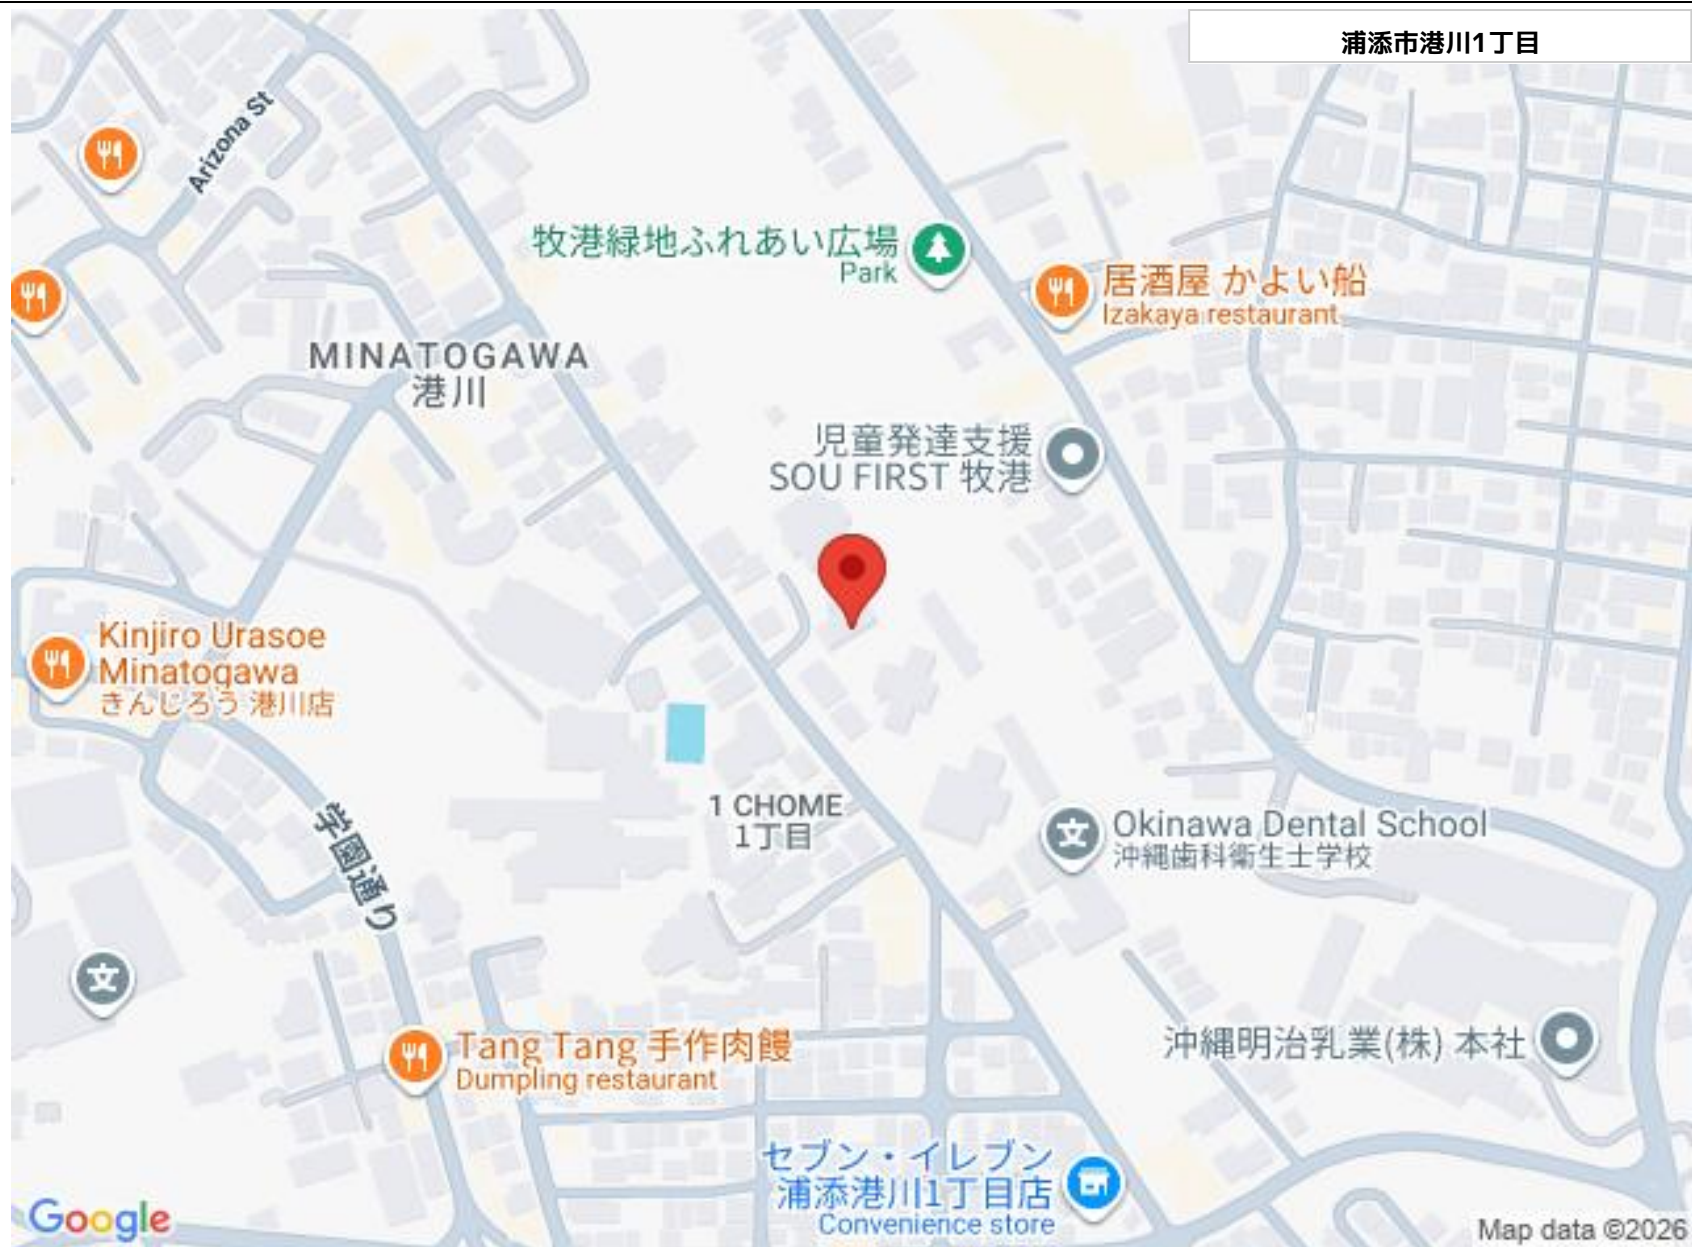 浦添市港川1丁目
Arizona St
牧港緑地ふれあい広場
Park
居酒屋 かよい船
Izakaya restaurant
MINATOGAWA
港川
児童発達支援
SOU FIRST 牧港
Kinjiro Urasoe
Minatogawa
きんじろう 港川店
1 CHOME
1丁目
Okinawa Dental School
沖縄歯科衛生士学校
学園通り
文
文
Tang Tang 手作肉饅
Dumpling restaurant
沖縄明治乳業(株) 本社
セブン・イレブン
浦添港川1丁目店
Convenience store
Google
Map data ©2026